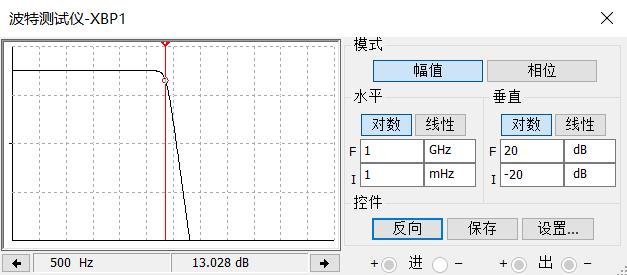 波特测试仪-XBP1
模式
幅值 相位
水平 垂直
对数 线性 对数 线性
F 1 GHz F 20 dB
I 1 mHz I -20 dB
控件
反向 保存 设置...
500 Hz 13.028 dB + 进 − + 出 −